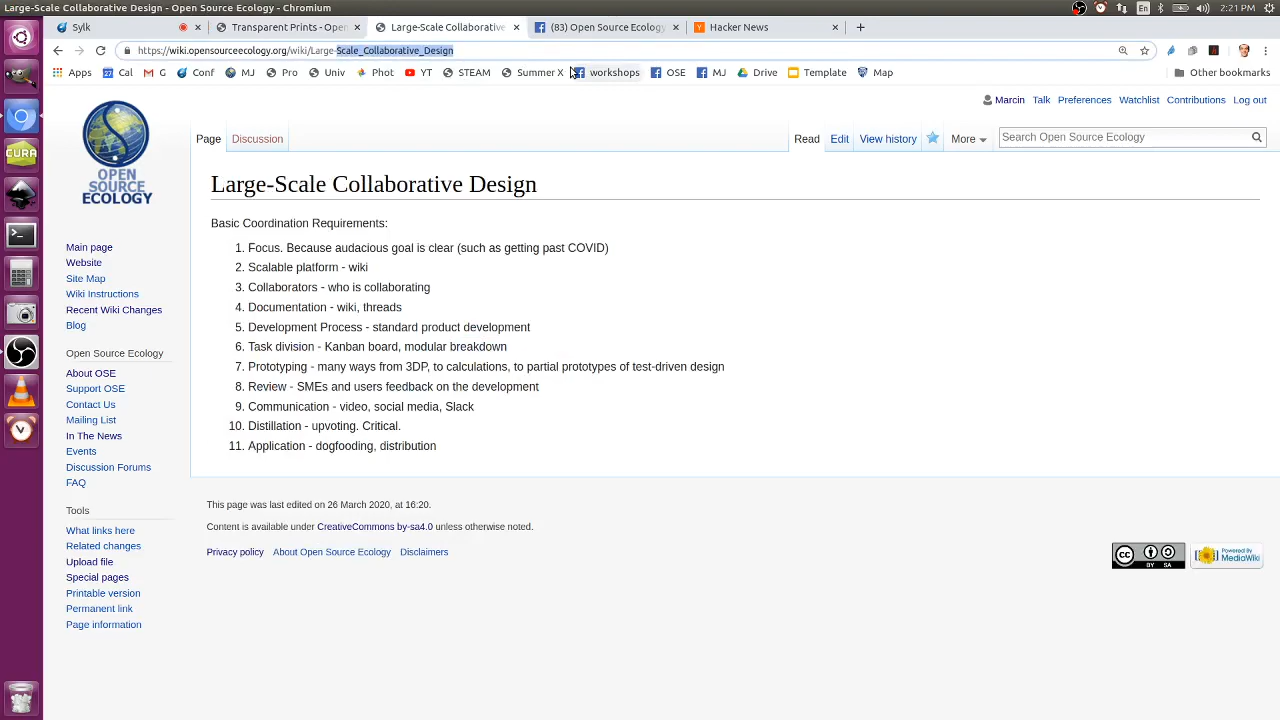 Large-Scale Collaborative Design - Open Source Ecology - Chromium
En
2:21 PM
Sylk
Transparent Prints - Open
Large-Scale Collaborative
(83) Open Source Ecology
Hacker News
https://wiki.opensourceecology.org/wiki/Large-Scale_Collaborative_Design
Apps Cal G Conf MJ Pro Univ Phot YT STEAM Summer X workshops OSE MJ Drive Template Map Other bookmarks
Marcin Talk Preferences Watchlist Contributions Log out
Page Discussion Read Edit View history More Search Open Source Ecology
OPEN
SOURCE
ECOLOGY
Large-Scale Collaborative Design
Basic Coordination Requirements:
1. Focus. Because audacious goal is clear (such as getting past COVID)
2. Scalable platform - wiki
3. Collaborators - who is collaborating
4. Documentation - wiki, threads
5. Development Process - standard product development
6. Task division - Kanban board, modular breakdown
7. Prototyping - many ways from 3DP, to calculations, to partial prototypes of test-driven design
8. Review - SMEs and users feedback on the development
9. Communication - video, social media, Slack
10. Distillation - upvoting. Critical.
11. Application - dogfooding, distribution
This page was last edited on 26 March 2020, at 16:20.
Content is available under CreativeCommons by-sa4.0 unless otherwise noted.
Privacy policy About Open Source Ecology Disclaimers
cc BY SA
Powered By
MediaWiki
Main page
Website
Site Map
Wiki Instructions
Recent Wiki Changes
Blog
Open Source Ecology
About OSE
Support OSE
Contact Us
Mailing List
In The News
Events
Discussion Forums
FAQ
Tools
What links here
Related changes
Upload file
Special pages
Printable version
Permanent link
Page information
CURA